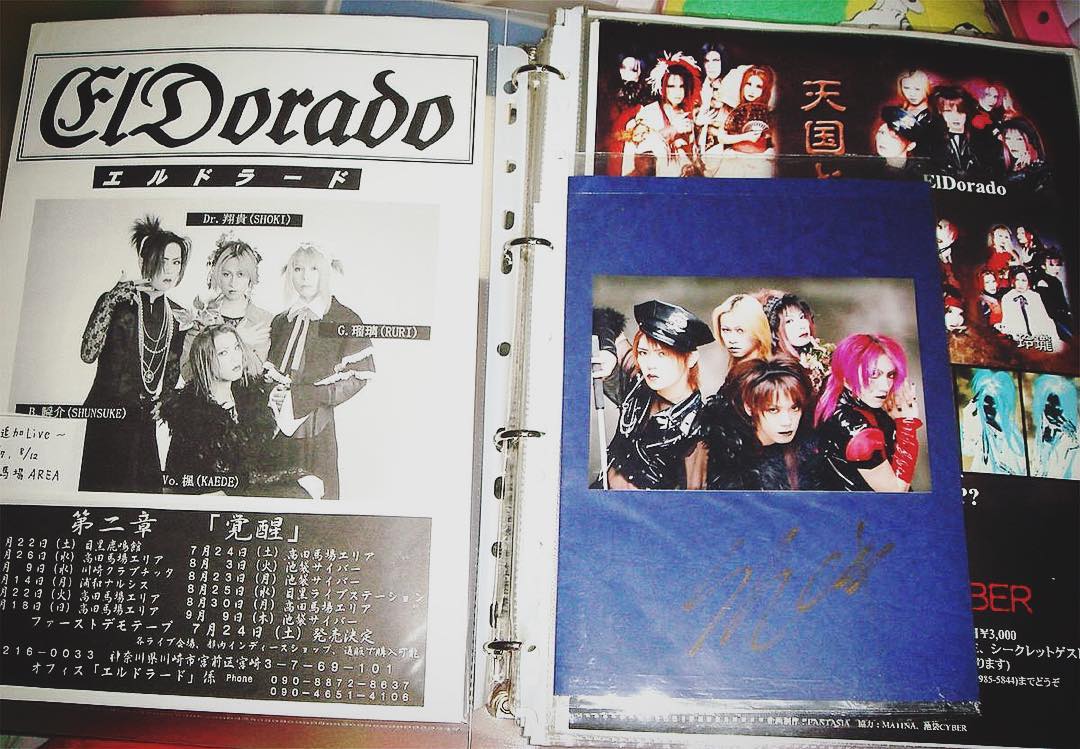 ElDorado
エルドラード
Dr.翔貴(SHOKI)
G.瑠璃(RURI)
B.瞬介(SHUNSUKE)
追加Live～
8/12
馬場AREA
Vo.楓(KAEDE)
第二章 「覚醒」
月22日(土)目黒鹿鳴館
月26日(水)高田馬場エリア
月 9日(水)川崎クラブチッタ
月14日(月)浦和ナルシス
月22日(火)高田馬場エリア
月18日(日)高田馬場エリア
7月24日(土)高田馬場エリア
8月 3日(火)池袋サイバー
8月23日(月)池袋サイバー
8月25日(水)目黒ライブステーション
8月30日(月)高田馬場エリア
9月 9日(木)池袋サイバー
ファーストデモテープ 7月24日(土)発売決定
各ライブ会場、都内インディーズショップ、通販で購入可能
216-0033 神奈川県川崎市宮前区宮崎3-7-69-101
オフィス「エルドラード」係 Phone 090-8872-8637
090-4651-4106
天国と
ElDorado
玲瓏
??
BER
¥3,000
シークレットゲスト
ります)
985-5844)までどうぞ
企画制作:FANTASIA 協力:MATINA、池袋CYBER